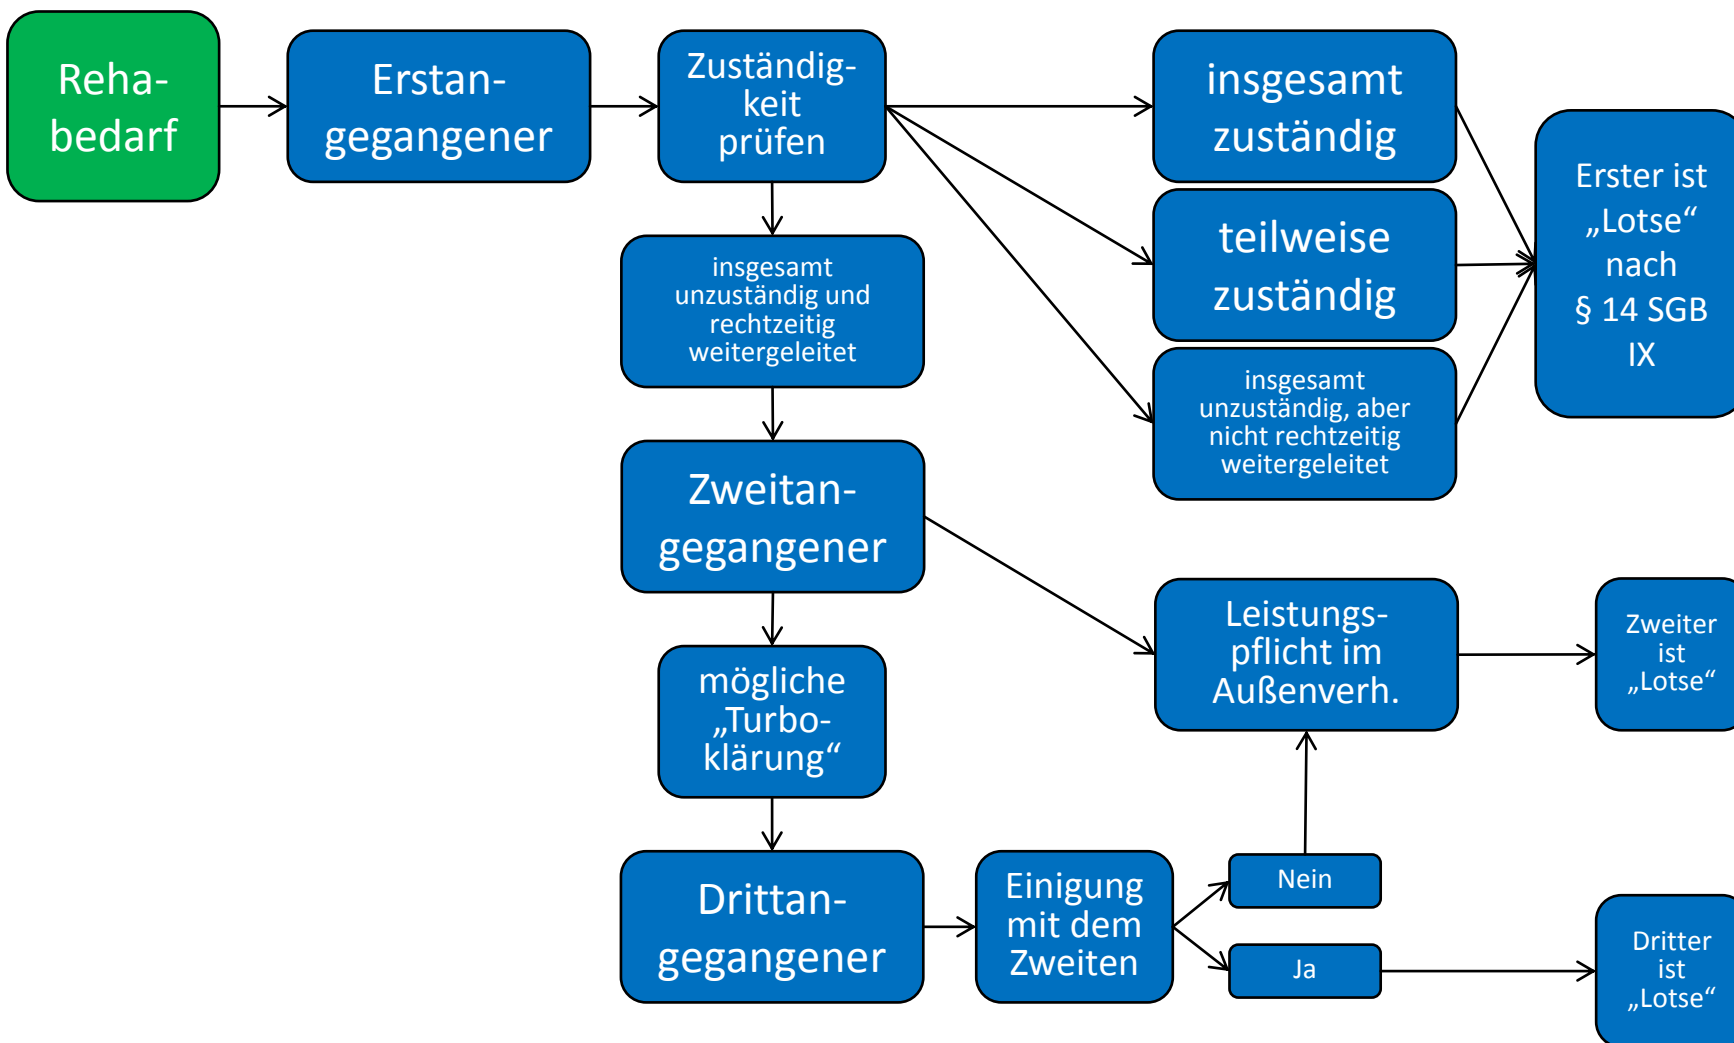 Reha-
bedarf
Erstan-
gegangener
Zuständig-
keit
prüfen
insgesamt
zuständig
teilweise
zuständig
insgesamt
unzuständig, aber
nicht rechtzeitig
weitergeleitet
Erster ist
„Lotse“
nach
§ 14 SGB
IX
insgesamt
unzuständig und
rechtzeitig
weitergeleitet
Zweitan-
gegangener
Leistungs-
pflicht im
Außenverh.
Zweiter
ist
„Lotse“
mögliche
„Turbo-
klärung“
Drittan-
gegangener
Einigung
mit dem
Zweiten
Nein
Ja
Dritter
ist
„Lotse“